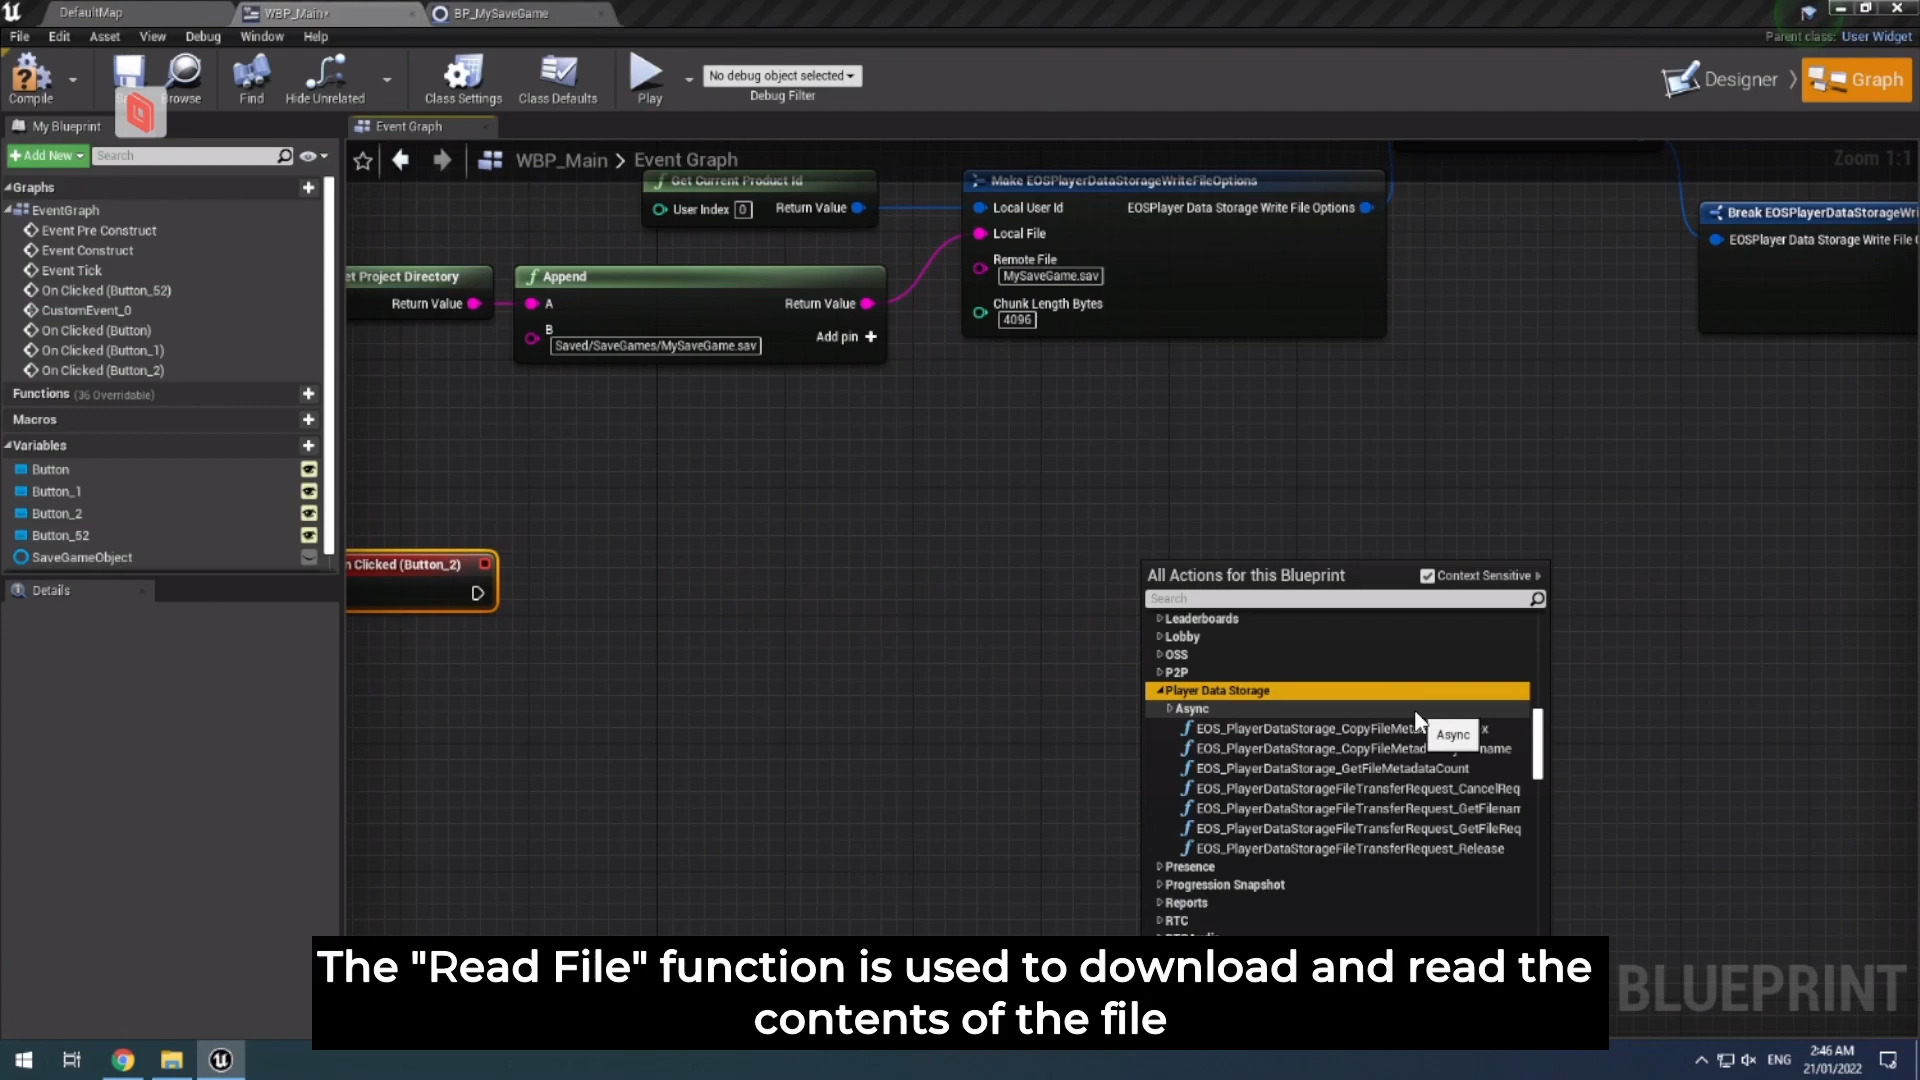 DefaultMap
WBP_Main*
BP_MySaveGame
File
Edit
Asset
View
Debug
Window
Help
Parent class: User Widget
Compile
Browse
Find
Hide Unrelated
Class Settings
Class Defaults
Play
No debug object selected
Debug Filter
Designer
Graph
My Blueprint
Event Graph
Add New
Search
WBP_Main > Event Graph
Zoom 1:1
Graphs
EventGraph
Event Pre Construct
Event Construct
Event Tick
On Clicked (Button_52)
CustomEvent_0
On Clicked (Button)
On Clicked (Button_1)
On Clicked (Button_2)
Functions (36 Overridable)
Macros
Variables
Button
Button_1
Button_2
Button_52
SaveGameObject
Details
Get Current Product Id
User Index 0
Return Value
et Project Directory
Return Value
Append
A
Return Value
B
Saved/SaveGames/MySaveGame.sav
Add pin +
Make EOSPlayerDataStorageWriteFileOptions
Local User Id
EOSPlayer Data Storage Write File Options
Local File
Remote File
MySaveGame.sav
Chunk Length Bytes
4096
Break EOSPlayerDataStorageWri
EOSPlayer Data Storage Write File
n Clicked (Button_2)
All Actions for this Blueprint
Context Sensitive
Search
Leaderboards
Lobby
OSS
P2P
Player Data Storage
Async
EOS_PlayerDataStorage_CopyFileMeta x
EOS_PlayerDataStorage_CopyFileMetad name
Async
EOS_PlayerDataStorage_GetFileMetadataCount
EOS_PlayerDataStorageFileTransferRequest_CancelReq
EOS_PlayerDataStorageFileTransferRequest_GetFilenam
EOS_PlayerDataStorageFileTransferRequest_GetFileReq
EOS_PlayerDataStorageFileTransferRequest_Release
Presence
Progression Snapshot
Reports
RTC
The "Read File" function is used to download and read the
contents of the file
BLUEPRINT
ENG
2:46 AM
21/01/2022